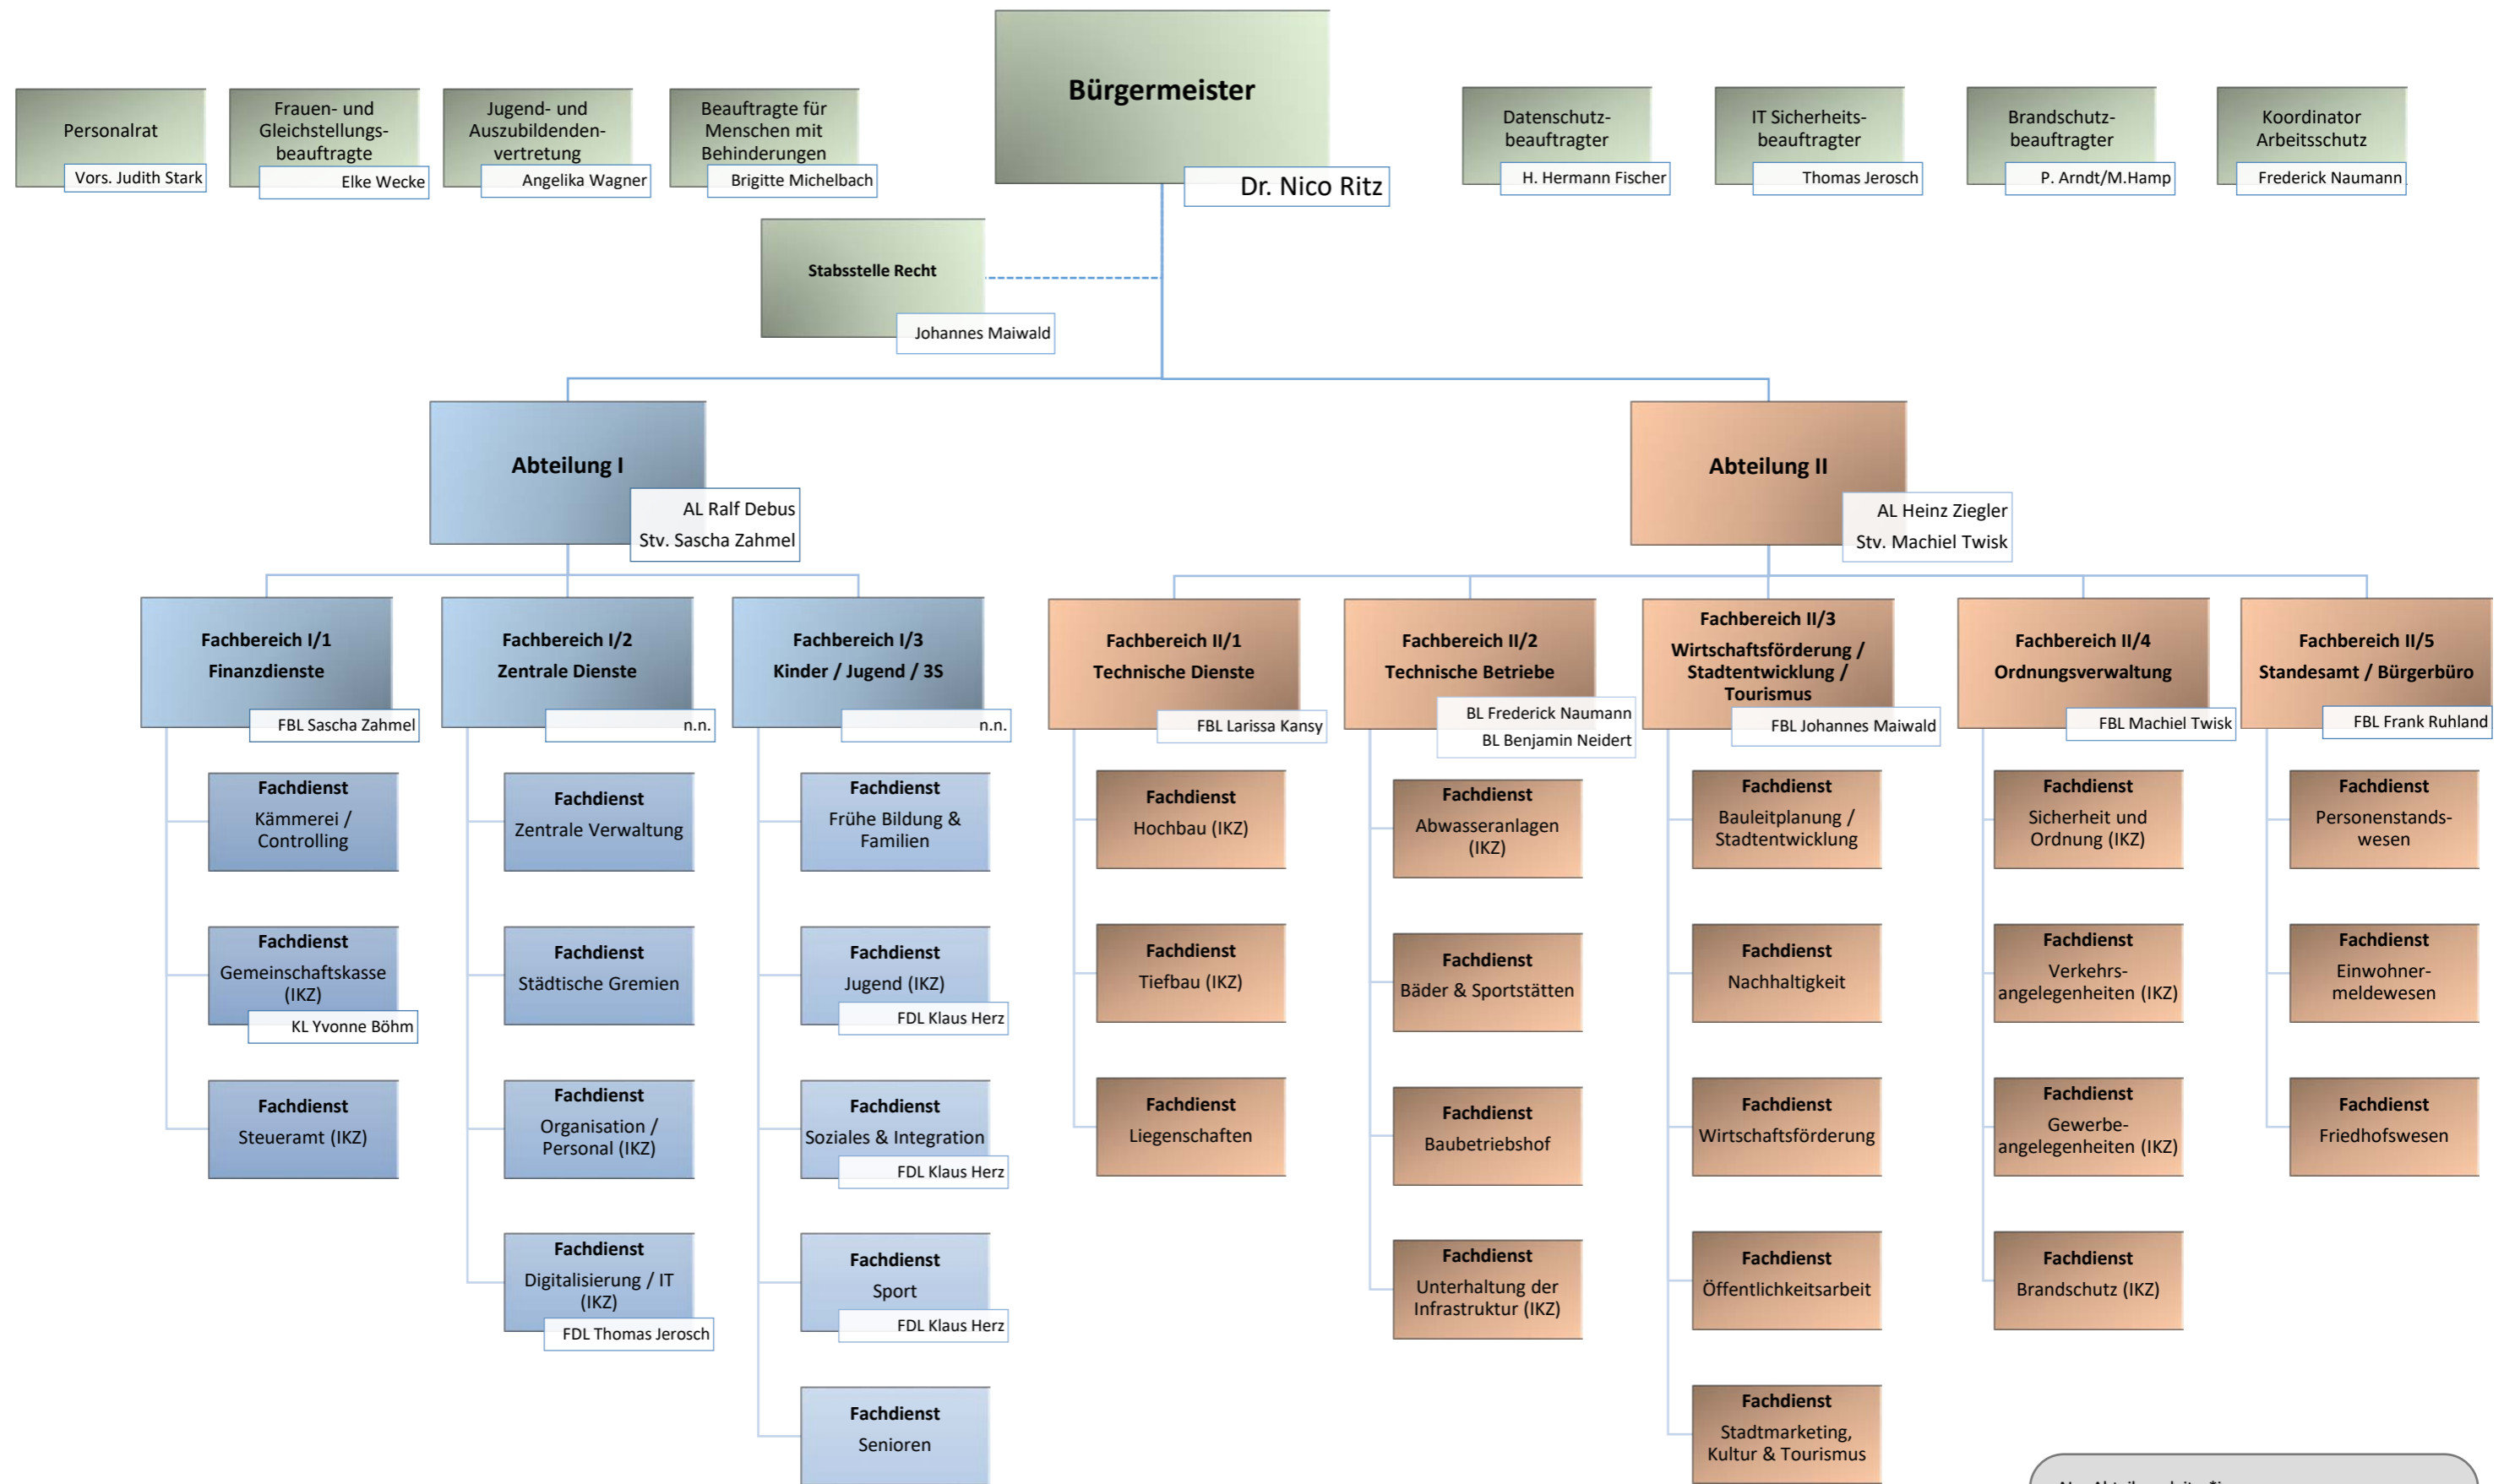 Bürgermeister
Dr. Nico Ritz
Personalrat
Vors. Judith Stark
Frauen- und
Gleichstellungs-
beauftragte
Elke Wecke
Jugend- und
Auszubildenden-
vertretung
Angelika Wagner
Beauftragte für
Menschen mit
Behinderungen
Brigitte Michelbach
Datenschutz-
beauftragter
H. Hermann Fischer
IT Sicherheits-
beauftragter
Thomas Jerosch
Brandschutz-
beauftragter
P. Arndt/M.Hamp
Koordinator
Arbeitsschutz
Frederick Naumann
Stabsstelle Recht
Johannes Maiwald
Abteilung I
AL Ralf Debus
Stv. Sascha Zahmel
Abteilung II
AL Heinz Ziegler
Stv. Machiel Twisk
Fachbereich I/1
Finanzdienste
FBL Sascha Zahmel
Fachdienst
Kämmerei /
Controlling
Fachdienst
Gemeinschaftskasse
(IKZ)
KL Yvonne Böhm
Fachdienst
Steueramt (IKZ)
Fachbereich I/2
Zentrale Dienste
n.n.
Fachdienst
Zentrale Verwaltung
Fachdienst
Städtische Gremien
Fachdienst
Organisation /
Personal (IKZ)
Fachdienst
Digitalisierung / IT
(IKZ)
FDL Thomas Jerosch
Fachbereich I/3
Kinder / Jugend / 3S
n.n.
Fachdienst
Frühe Bildung &
Familien
Fachdienst
Jugend (IKZ)
FDL Klaus Herz
Fachdienst
Soziales & Integration
FDL Klaus Herz
Fachdienst
Sport
FDL Klaus Herz
Fachdienst
Senioren
Fachbereich II/1
Technische Dienste
FBL Larissa Kansy
Fachdienst
Hochbau (IKZ)
Fachdienst
Tiefbau (IKZ)
Fachdienst
Liegenschaften
Fachbereich II/2
Technische Betriebe
BL Frederick Naumann
BL Benjamin Neidert
Fachdienst
Abwasseranlagen
(IKZ)
Fachdienst
Bäder & Sportstätten
Fachdienst
Baubetriebshof
Fachdienst
Unterhaltung der
Infrastruktur (IKZ)
Fachbereich II/3
Wirtschaftsförderung /
Stadtentwicklung /
Tourismus
FBL Johannes Maiwald
Fachdienst
Bauleitplanung /
Stadtentwicklung
Fachdienst
Nachhaltigkeit
Fachdienst
Wirtschaftsförderung
Fachdienst
Öffentlichkeitsarbeit
Fachdienst
Stadtmarketing,
Kultur & Tourismus
Fachbereich II/4
Ordnungsverwaltung
FBL Machiel Twisk
Fachdienst
Sicherheit und
Ordnung (IKZ)
Fachdienst
Verkehrs-
angelegenheiten (IKZ)
Fachdienst
Gewerbe-
angelegenheiten (IKZ)
Fachdienst
Brandschutz (IKZ)
Fachbereich II/5
Standesamt / Bürgerbüro
FBL Frank Ruhland
Fachdienst
Personenstands-
wesen
Fachdienst
Einwohner-
meldewesen
Fachdienst
Friedhofswesen